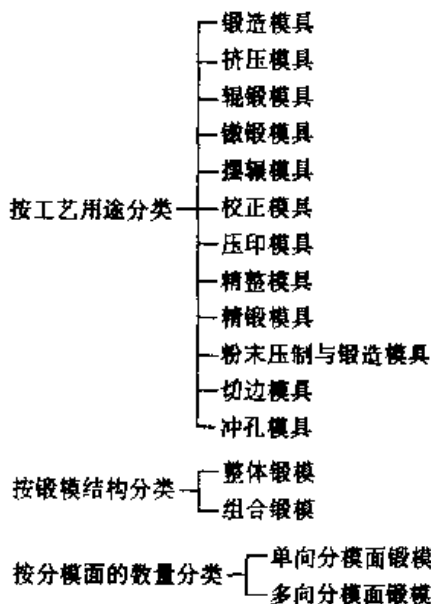 锻造模具
挤压模具
辊锻模具
镦锻模具
摆辗模具
按工艺用途分类
校正模具
压印模具
精整模具
精锻模具
粉末压制与锻造模具
切边模具
冲孔模具
整体锻模
按锻模结构分类
组合锻模
单向分模面锻模
按分模面的数量分类
多向分模面锻模